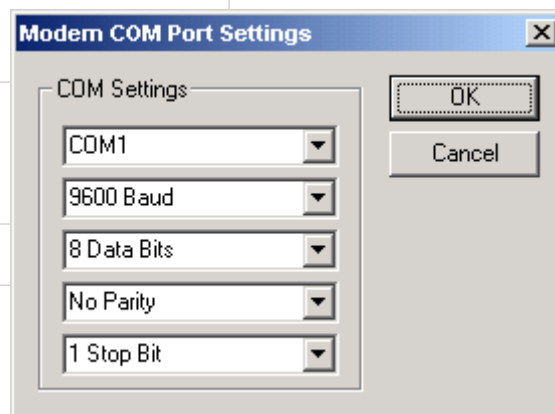 Modem COM Port Settings
COM Settings
COM1
9600 Baud
8 Data Bits
No Parity
1 Stop Bit
OK
Cancel